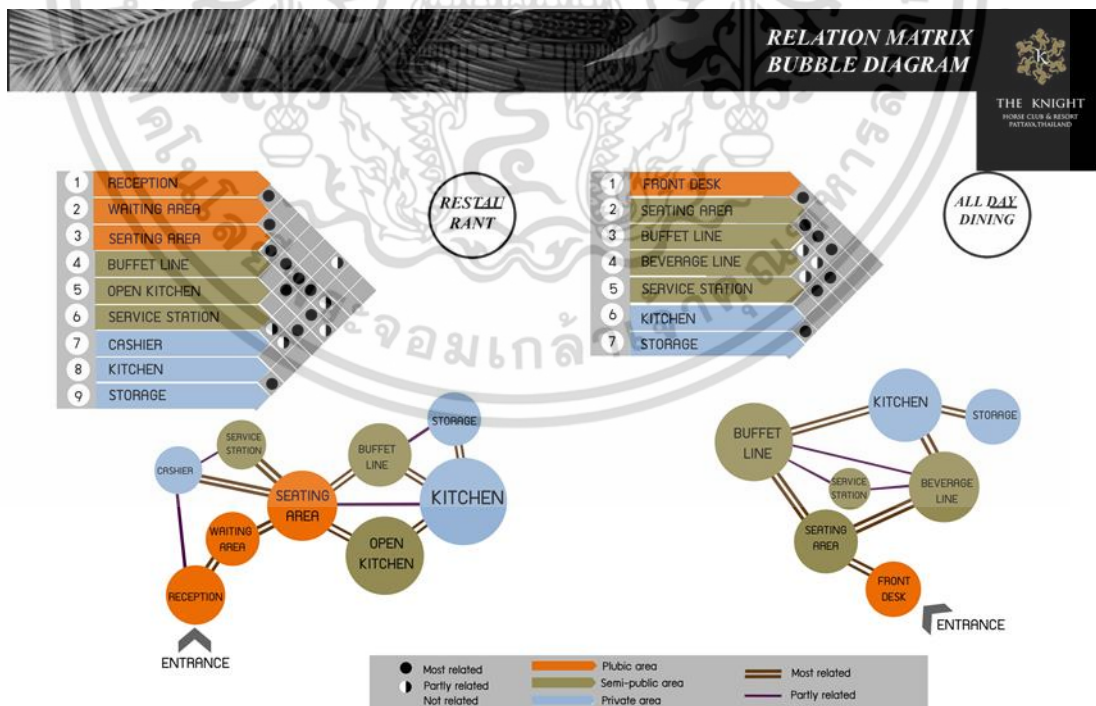 RELATION MATRIX
BUBBLE DIAGRAM
K
THE KNIGHT
HORSE CLUB & RESORT
PATTAYA,THAILAND
1 RECEPTION
2 WAITING AREA
3 SEATING AREA
4 BUFFET LINE
5 OPEN KITCHEN
6 SERVICE STATION
7 CASHIER
8 KITCHEN
9 STORAGE
RESTAU
RANT
1 FRONT DESK
2 SEATING AREA
3 BUFFET LINE
4 BEVERAGE LINE
5 SERVICE STATION
6 KITCHEN
7 STORAGE
ALL DAY
DINING
STORAGE
SERVICE
STATION
BUFFET
LINE
CASHIER
SEATING
AREA
KITCHEN
WAITING
AREA
OPEN
KITCHEN
RECEPTION
ENTRANCE
KITCHEN
STORAGE
BUFFET
LINE
SERVICE
STATION
BEVERAGE
LINE
SEATING
AREA
FRONT
DESK
ENTRANCE
Most related
Partly related
Not related
Plubic area
Semi-public area
Private area
Most related
Partly related